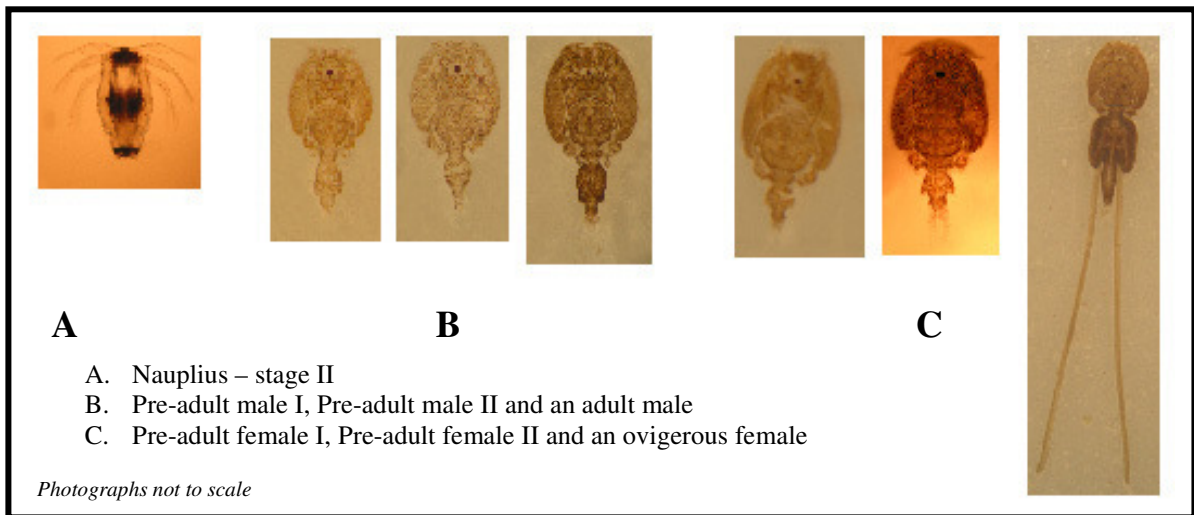 A B C
A. Nauplius – stage II
B. Pre-adult male I, Pre-adult male II and an adult male
C. Pre-adult female I, Pre-adult female II and an ovigerous female
Photographs not to scale